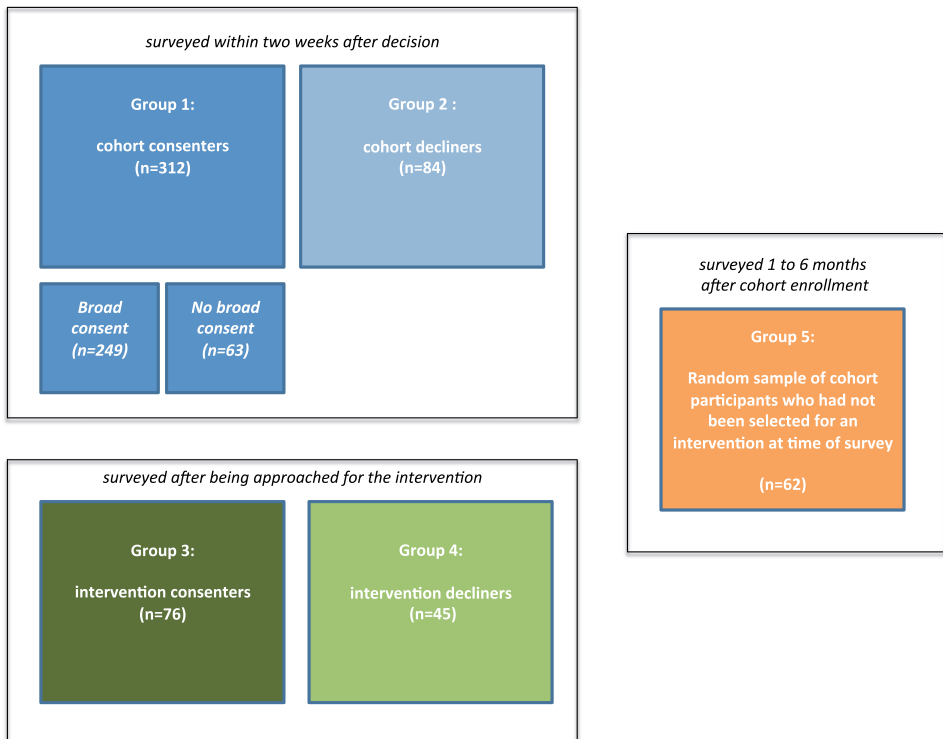 surveyed within two weeks after decision
Group 1:
cohort consenters
(n=312)
Group 2 :
cohort decliners
(n=84)
Broad
consent
(n=249)
No broad
consent
(n=63)
surveyed after being approached for the intervention
Group 3:
intervention consenters
(n=76)
Group 4:
intervention decliners
(n=45)
surveyed 1 to 6 months
after cohort enrollment
Group 5:
Random sample of cohort
participants who had not
been selected for an
intervention at time of survey
(n=62)